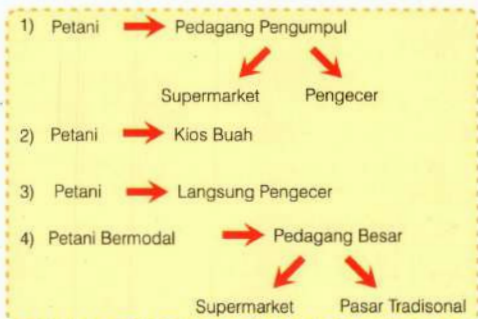 1) Petani Pedagang Pengumpul
Supermarket Pengecer
2) Petani Kios Buah
3) Petani Langsung Pengecer
4) Petani Bermodal Pedagang Besar
Supermarket Pasar Tradisonal